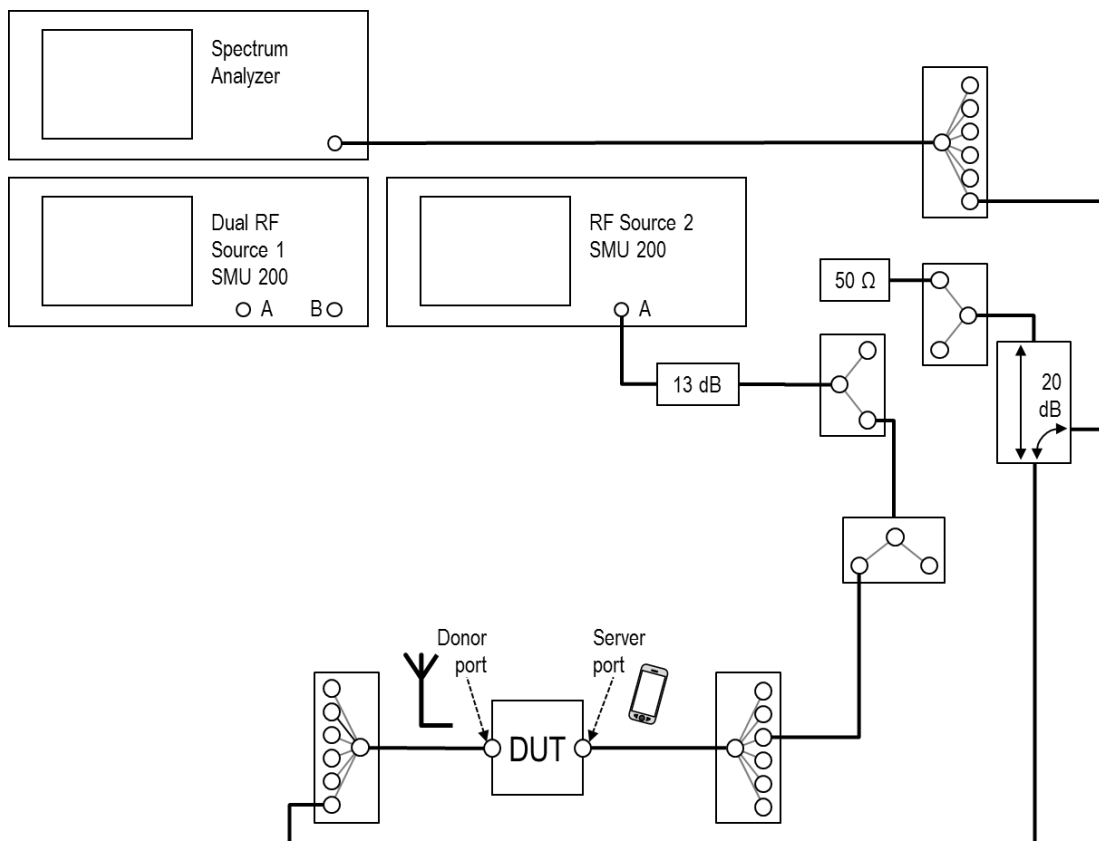 Spectrum
Analyzer
Dual RF
Source 1
SMU 200
A
B
RF Source 2
SMU 200
A
50 Ω
20
dB
13 dB
Donor
port
Server
port
DUT